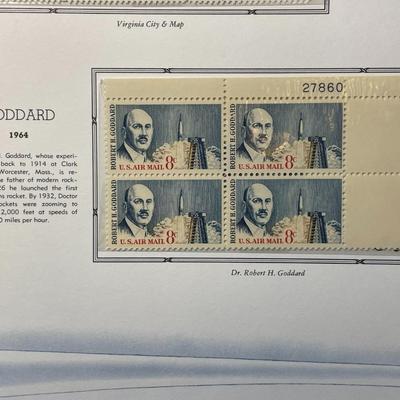 Virginia City & Map
ODDARD
1964
H. Goddard, whose experi-
back to 1914 at Clark
Worcester, Mass., is re-
e father of modern rock-
26 he launched the first
ns rocket. By 1932, Doctor
ockets were zooming to
2,000 feet at speeds of
0 miles per hour.
27860
ROBERT H. GODDARD
U.S. AIR MAIL 8c
ROBERT H. GODDARD
U.S. AIR MAIL 8c
ROBERT H. GODDARD
U.S. AIR MAIL 8c
ROBERT H. GODDARD
U.S. AIR MAIL 8c
Dr. Robert H. Goddard